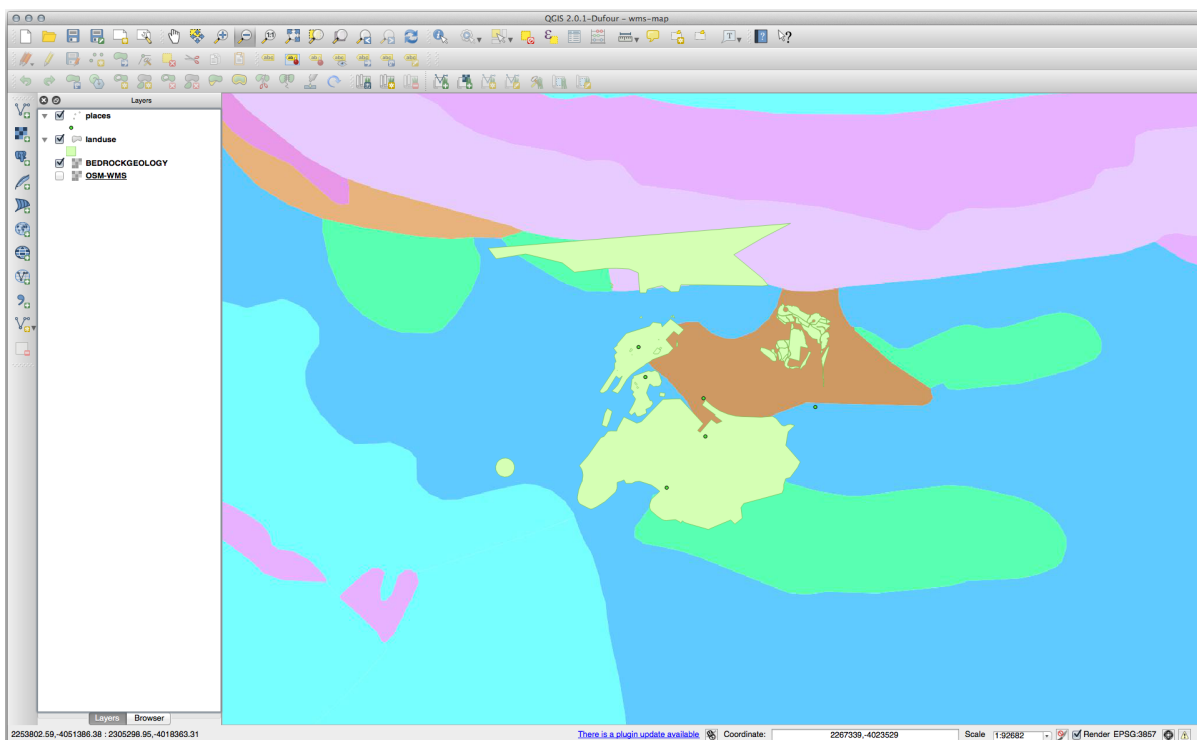 QGIS 2.0.1-Dufour – wms-map
Layers
places
landuse
BEDROCKGEOLOGY
OSM-WMS
Layers Browser
2253802.59,-4051386.38 : 2305298.95,-4018363.31 There is a plugin update available Coordinate: 2267339,-4023529 Scale 1:92682 Render EPSG:3857